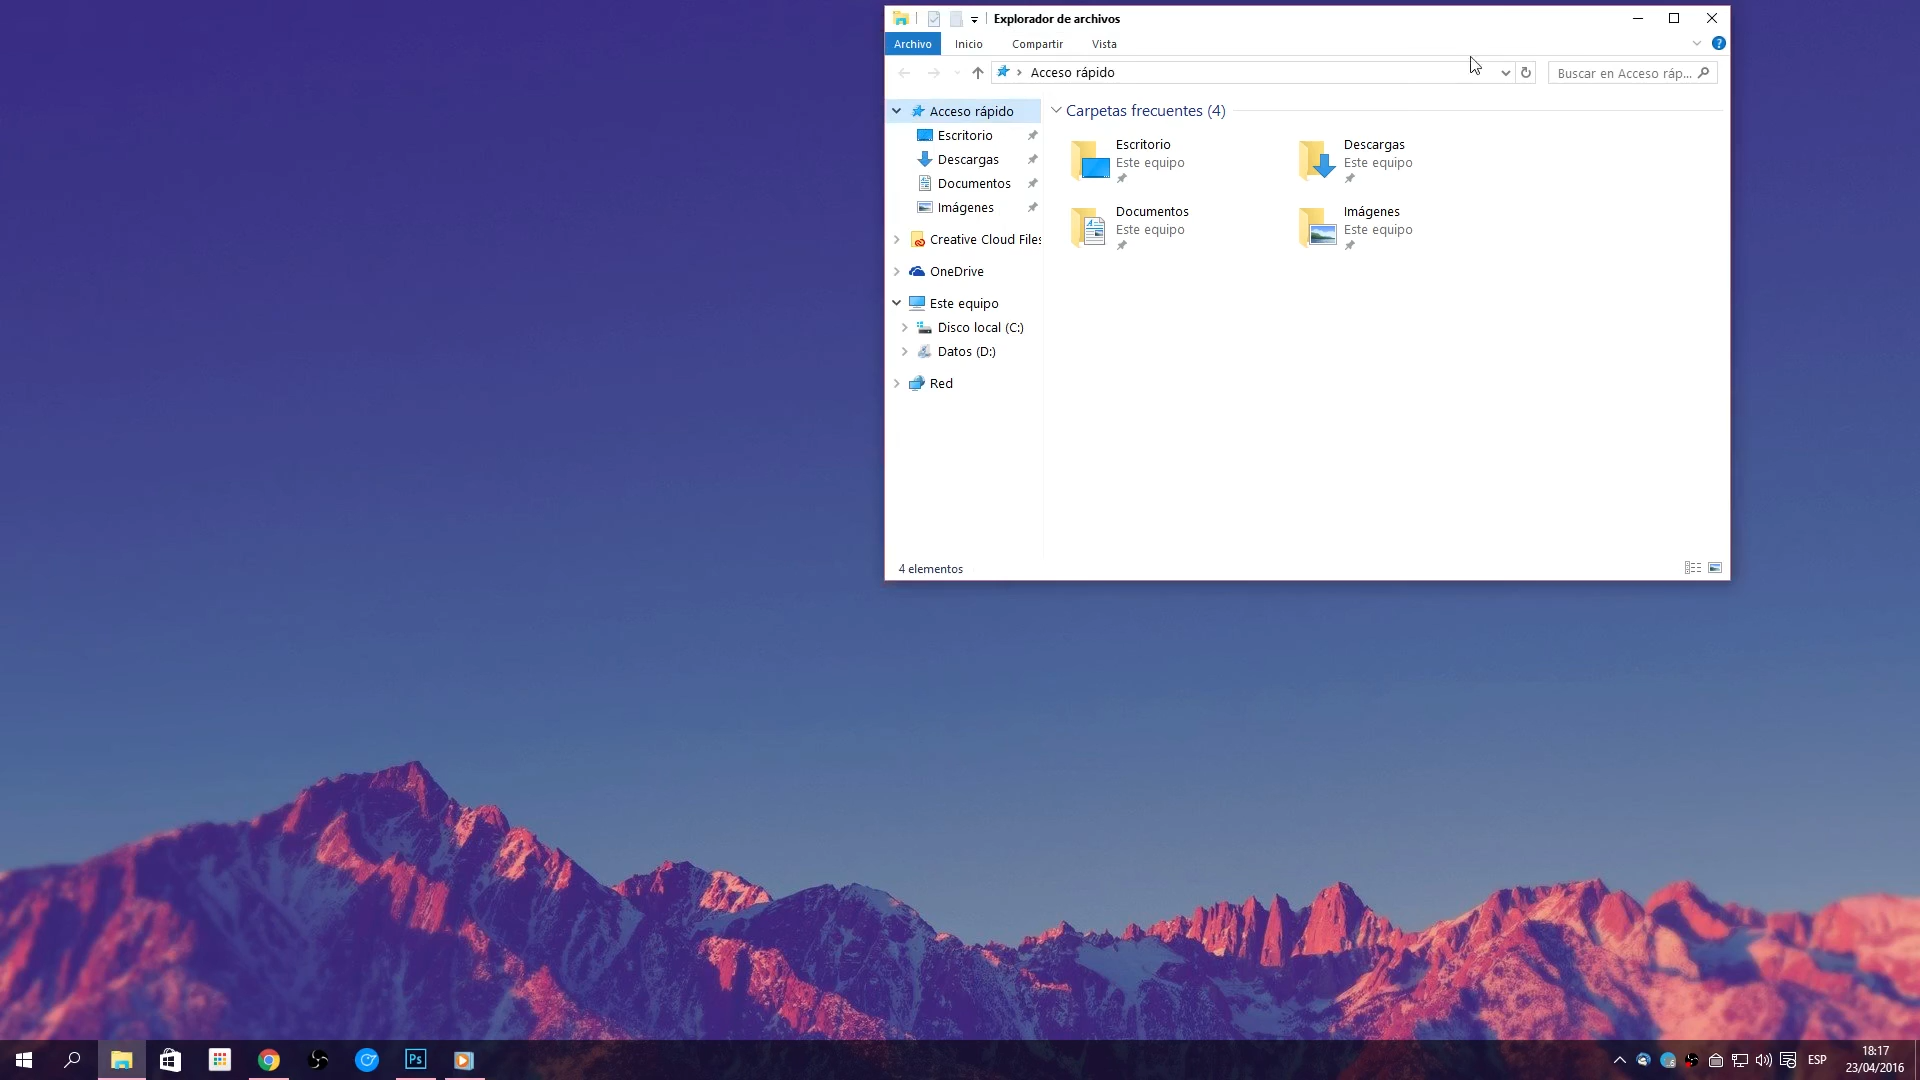 Explorador de archivos
Archivo
Inicio
Compartir
Vista
?
Acceso rápido
Buscar en Acceso ráp...
Acceso rápido
Escritorio
Descargas
Documentos
Imágenes
Creative Cloud Files
OneDrive
Este equipo
Disco local (C:)
Datos (D:)
Red
Carpetas frecuentes (4)
Escritorio
Este equipo
Descargas
Este equipo
Documentos
Este equipo
Imágenes
Este equipo
4 elementos
Ps
ESP
18:17
23/04/2016